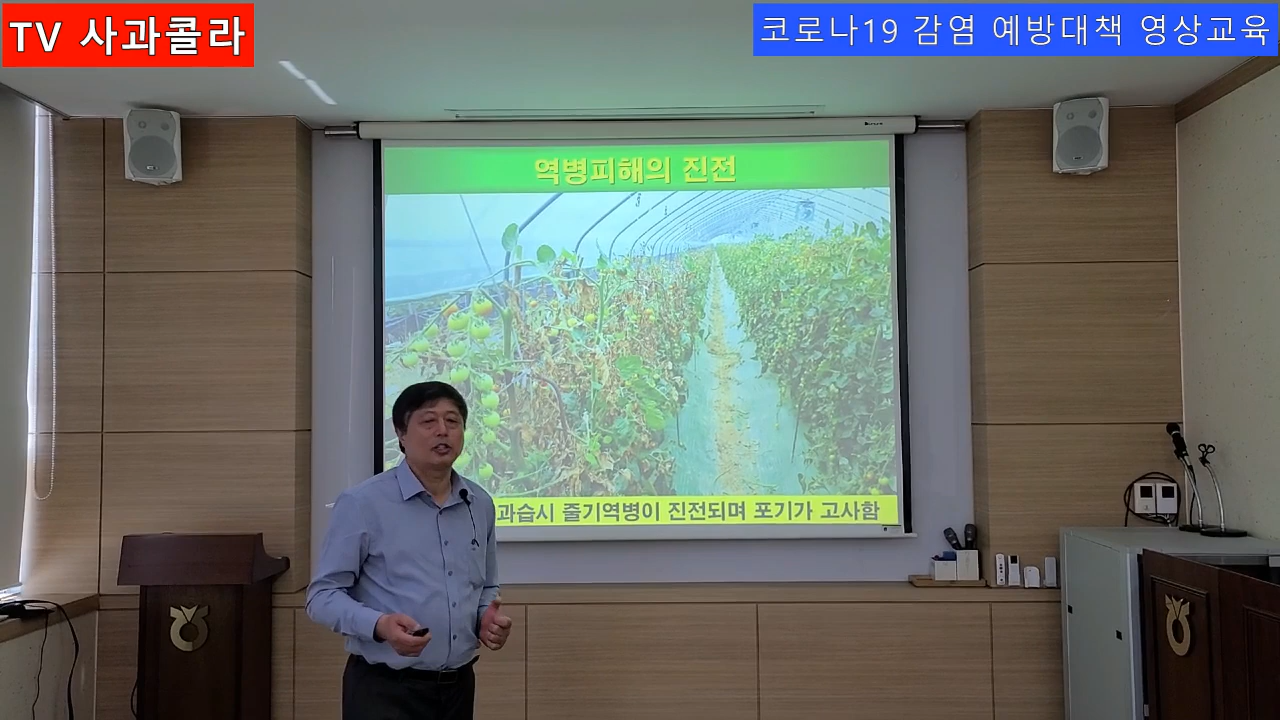 TV 사과콜라
코로나19 감염 예방대책 영상교육
역병피해의 진전
과습시 줄기역병이 진전되며 포기가 고사함